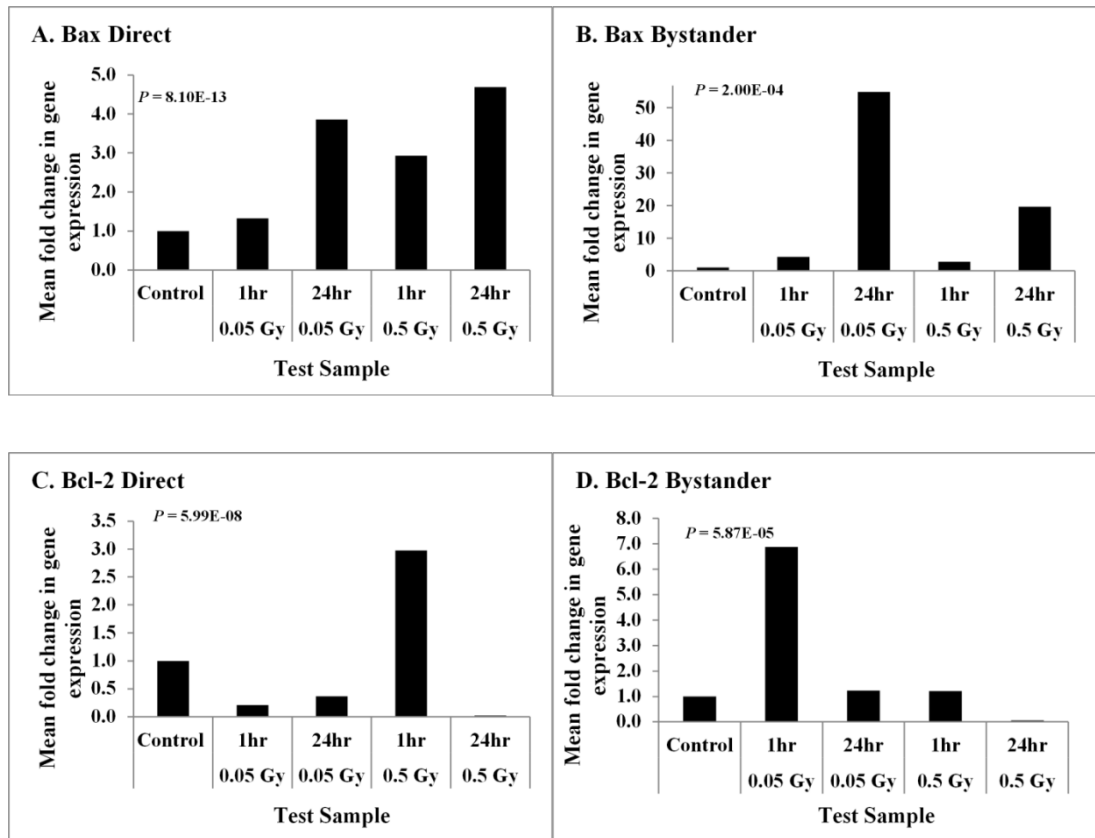 A. Bax Direct
P = 8.10E-13
Mean fold change in gene
expression
5.0
4.0
3.0
2.0
1.0
0.0
Control 1hr 24hr 1hr 24hr
0.05 Gy 0.05 Gy 0.5 Gy 0.5 Gy
Test Sample
B. Bax Bystander
P = 2.00E-04
Mean fold change in gene
expression
50
40
30
20
10
0
Control 1hr 24hr 1hr 24hr
0.05 Gy 0.05 Gy 0.5 Gy 0.5 Gy
Test Sample
C. Bcl-2 Direct
P = 5.99E-08
Mean fold change in gene
expression
3.5
3.0
2.5
2.0
1.5
1.0
0.5
0.0
Control 1hr 24hr 1hr 24hr
0.05 Gy 0.05 Gy 0.5 Gy 0.5 Gy
Test Sample
D. Bcl-2 Bystander
P = 5.87E-05
Mean fold change in gene
expression
8.0
7.0
6.0
5.0
4.0
3.0
2.0
1.0
0.0
Control 1hr 24hr 1hr 24hr
0.05 Gy 0.05 Gy 0.5 Gy 0.5 Gy
Test Sample